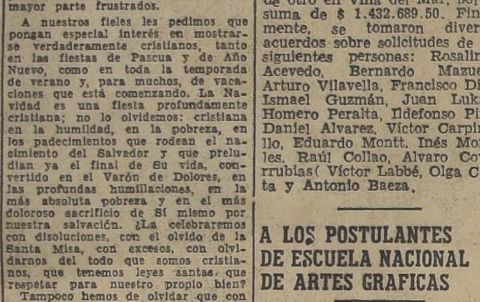 mayor parte frustrados.
A nuestros fieles les pedimos que
pongan especial interés en mostrar-
se verdaderamente cristianos, tanto
en las fiestas de Pascua y de Año
Nuevo, como en toda la temporada
de verano y, para muchos, de vaca-
ciones que está comenzando. La Na-
vidad es una fiesta profundamente
cristiana; no lo olvidemos: cristiana
en la humildad, en la pobreza, en
los padecimientos que rodean el na-
cimiento del Salvador y que prelu-
dian ya el final de Su vida, con-
vertido en el Varón de Dolores, en
las profundas humillaciones, en la
más absoluta pobreza y en el más
doloroso sacrificio de Sí mismo por
nuestra salvación. ¿La celebraremos
con disoluciones, con el olvido de la
Santa Misa, con excesos, con olvi-
darnos del todo que somos cristia-
nos, que tenemos leyes santas que
respetar para nuestro propio bien?
Tampoco hemos de olvidar que con
de otro en Viña del Mar, por
suma de $ 1.432.689.50. Fina
mente, se tomaron divers
acuerdos sobre solicitudes de
siguientes personas: Rosalin
Acevedo, Bernardo Mazue
Arturo Vilavella, Francisco Dí
Ismael Guzmán, Juan Luk
Homero Peralta, Ildefonso Pi
Daniel Alvarez, Víctor Carpin
llo, Eduardo Montt, Inés Mo
les, Raúl Collao, Alvaro Cov
rrubias( Víctor Labbé, Olga C
ta y Antonio Baeza.
A LOS POSTULANTES
DE ESCUELA NACIONAL
DE ARTES GRAFICAS